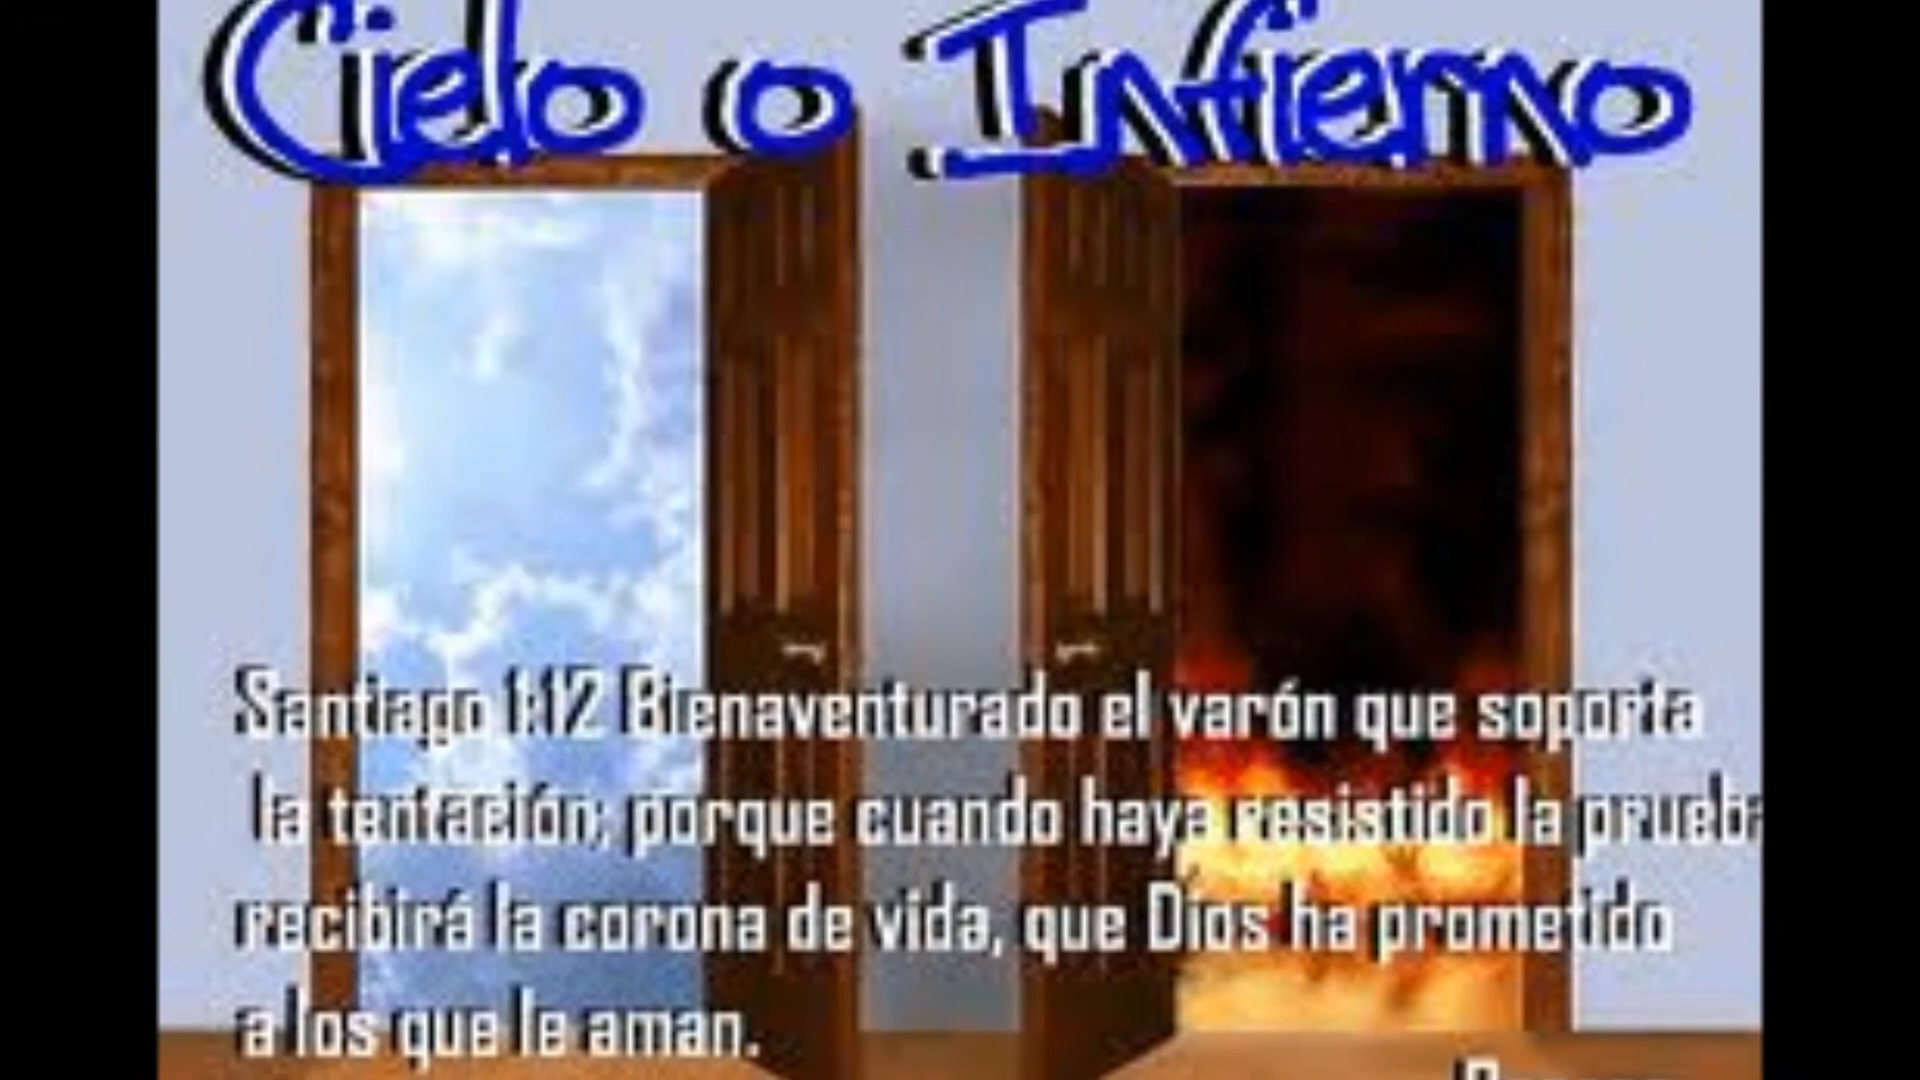 Cielo o Infierno
Santiago 1:12 Bienaventurado el varón que soporta
la tentación; porque cuando haya resistido la prueba
recibirá la corona de vida, que Dios ha prometido
a los que le aman.